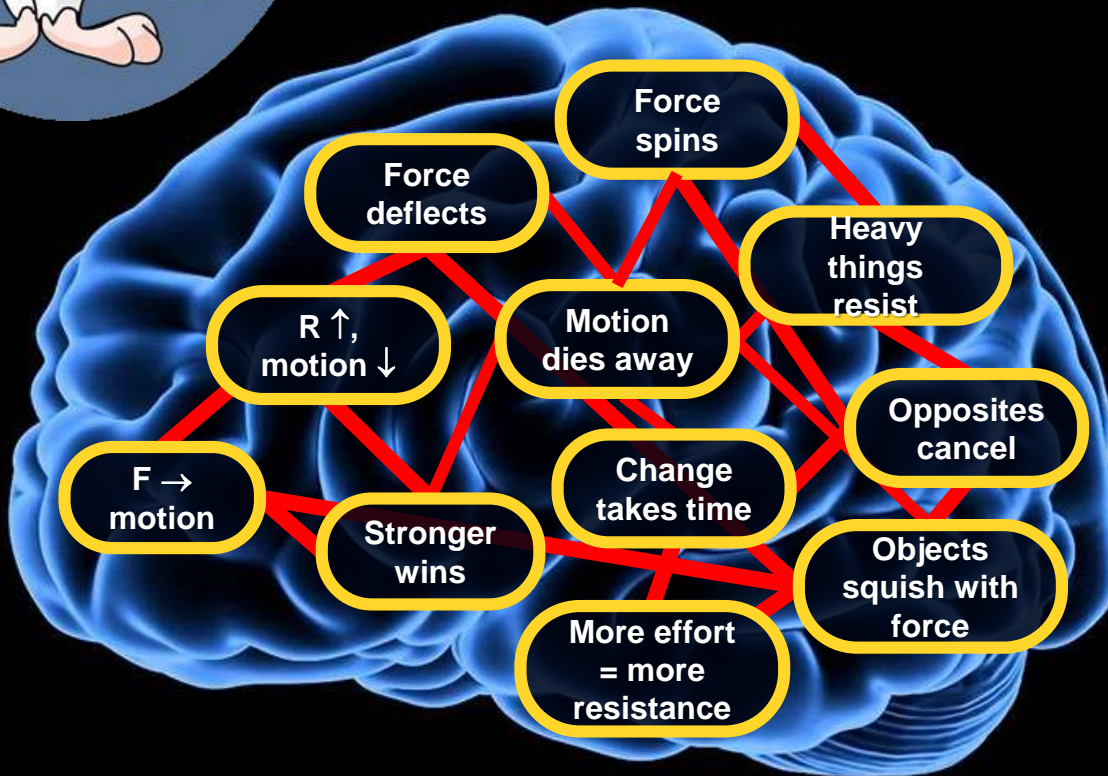 Force
spins
Force
deflects
Heavy
things
resist
R ↑,
motion ↓
Motion
dies away
Opposites
cancel
F →
motion
Change
takes time
Stronger
wins
Objects
squish with
force
More effort
= more
resistance